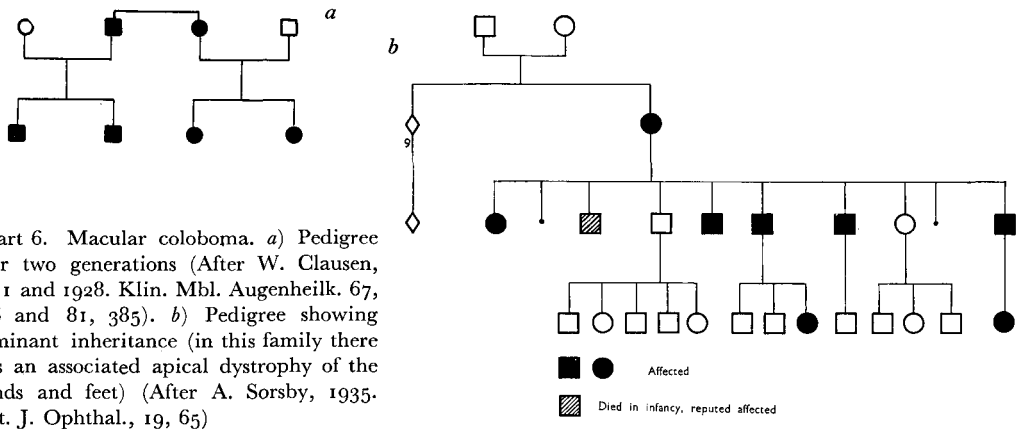 a
b
9
art 6. Macular coloboma. a) Pedigree
r two generations (After W. Clausen,
1 and 1928. Klin. Mbl. Augenheilk. 67,
and 81, 385). b) Pedigree showing
minant inheritance (in this family there
s an associated apical dystrophy of the
nds and feet) (After A. Sorsby, 1935.
t. J. Ophthal., 19, 65)
Affected
Died in infancy, reputed affected